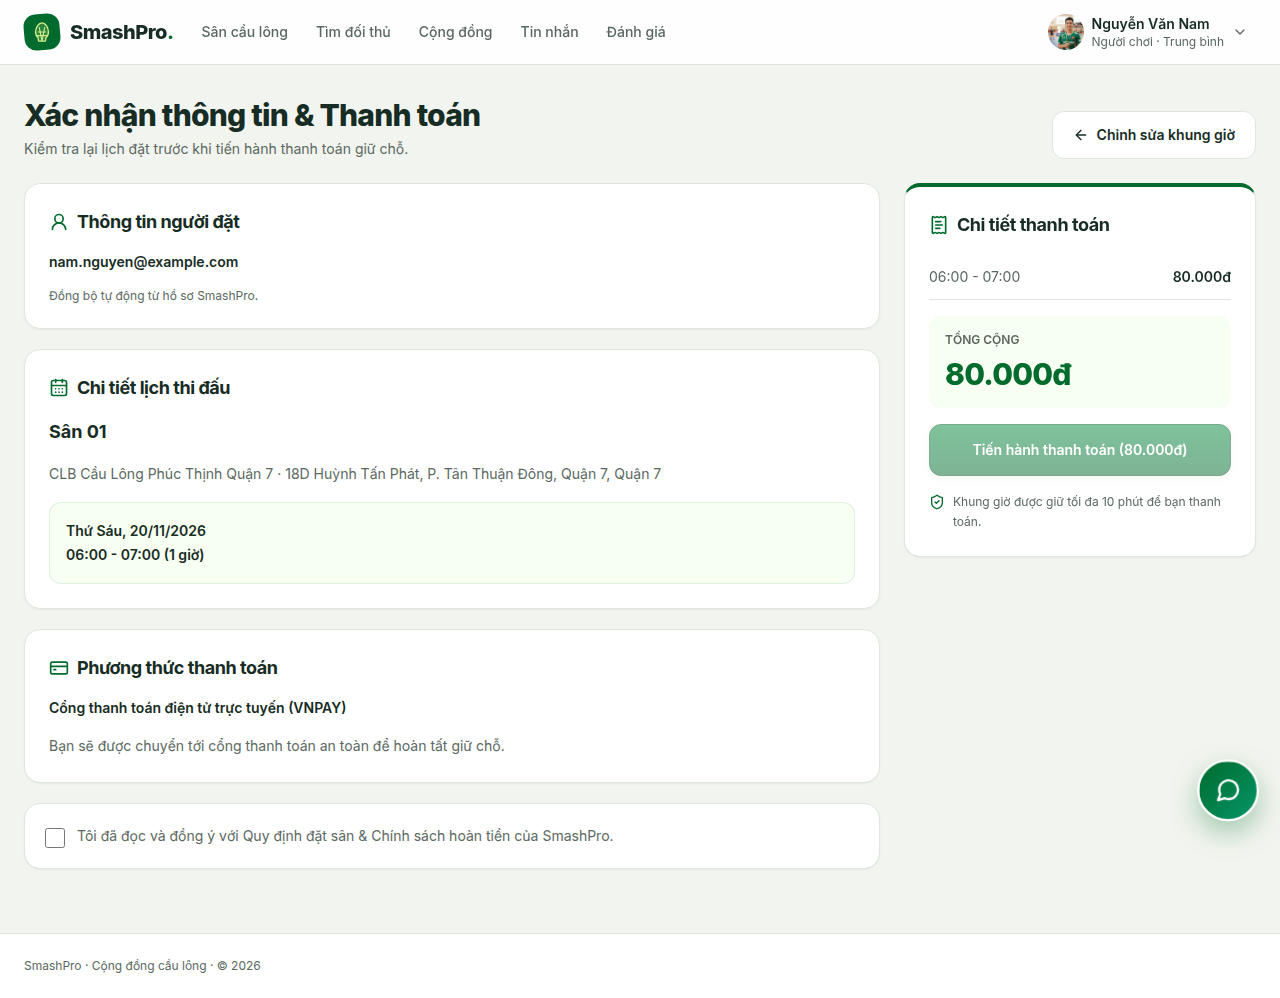 SmashPro.
Sân cầu lông
Tìm đối thủ
Cộng đồng
Tin nhắn
Đánh giá
Nguyễn Văn Nam
Người chơi · Trung bình
Xác nhận thông tin & Thanh toán
Kiểm tra lại lịch đặt trước khi tiến hành thanh toán giữ chỗ.
Chỉnh sửa khung giờ
Thông tin người đặt
nam.nguyen@example.com
Đồng bộ tự động từ hồ sơ SmashPro.
Chi tiết lịch thi đấu
Sân 01
CLB Cầu Lông Phúc Thịnh Quận 7 · 18D Huỳnh Tấn Phát, P. Tân Thuận Đông, Quận 7, Quận 7
Thứ Sáu, 20/11/2026
06:00 - 07:00 (1 giờ)
Phương thức thanh toán
Cổng thanh toán điện tử trực tuyến (VNPAY)
Bạn sẽ được chuyển tới cổng thanh toán an toàn để hoàn tất giữ chỗ.
Tôi đã đọc và đồng ý với Quy định đặt sân & Chính sách hoàn tiền của SmashPro.
Chi tiết thanh toán
06:00 - 07:00
80.000đ
TỔNG CỘNG
80.000đ
Tiến hành thanh toán (80.000đ)
Khung giờ được giữ tối đa 10 phút để bạn thanh
toán.
SmashPro · Cộng đồng cầu lông · © 2026